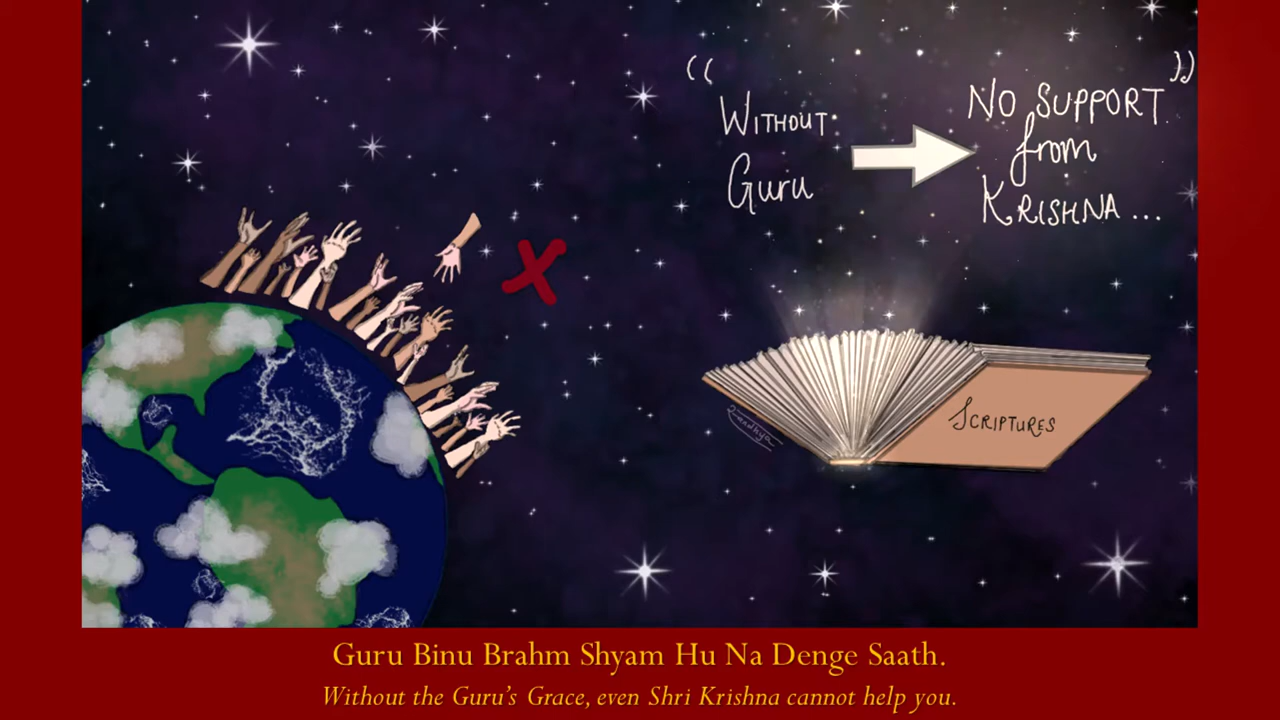 “
Without
Guru
No Support
from
Krishna ...
”
Scriptures
Guru Binu Brahm Shyam Hu Na Denge Saath.
Without the Guru’s Grace, even Shri Krishna cannot help you.